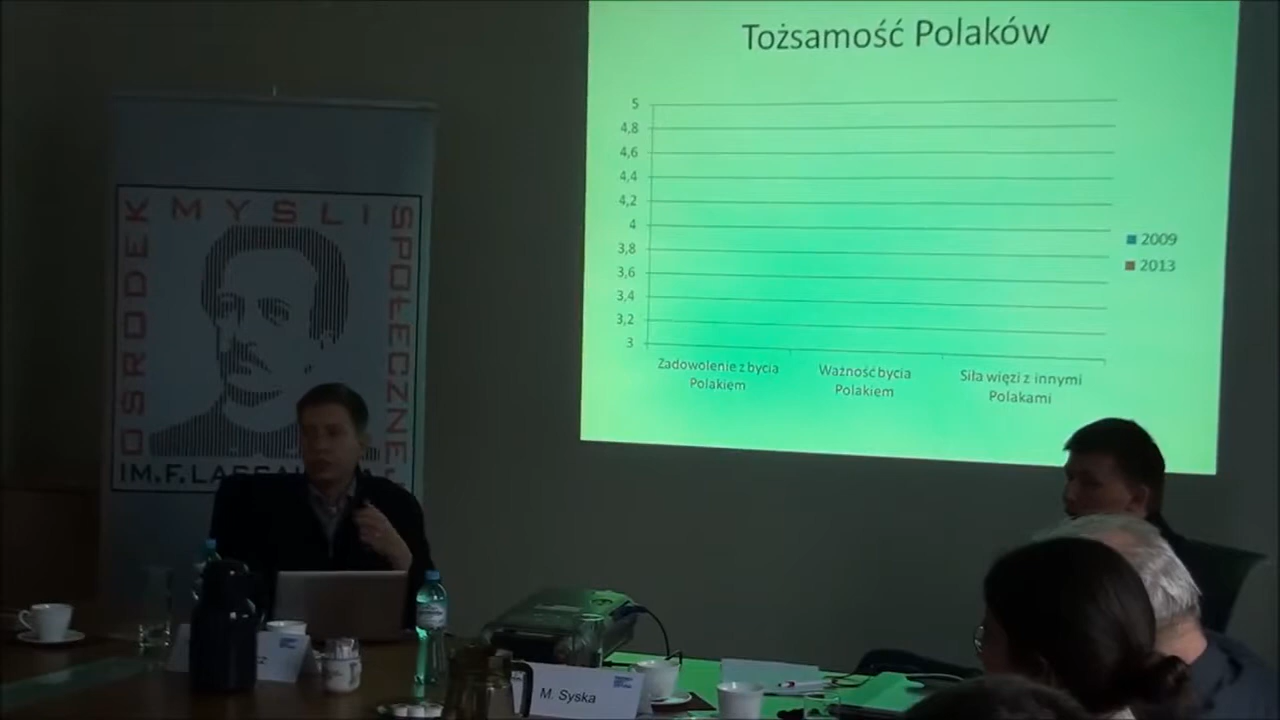 Tożsamość Polaków
5
4,8
4,6
4,4
4,2
4
3,8
3,6
3,4
3,2
3
2009
2013
Zadowolenie z bycia
Polakiem
Ważność bycia
Polakiem
Siła więzi z innymi
Polakami
OŚRODEK
MYŚLI
SPOŁECZNEJ
IM.F.LASSALLE'A
M. Syska